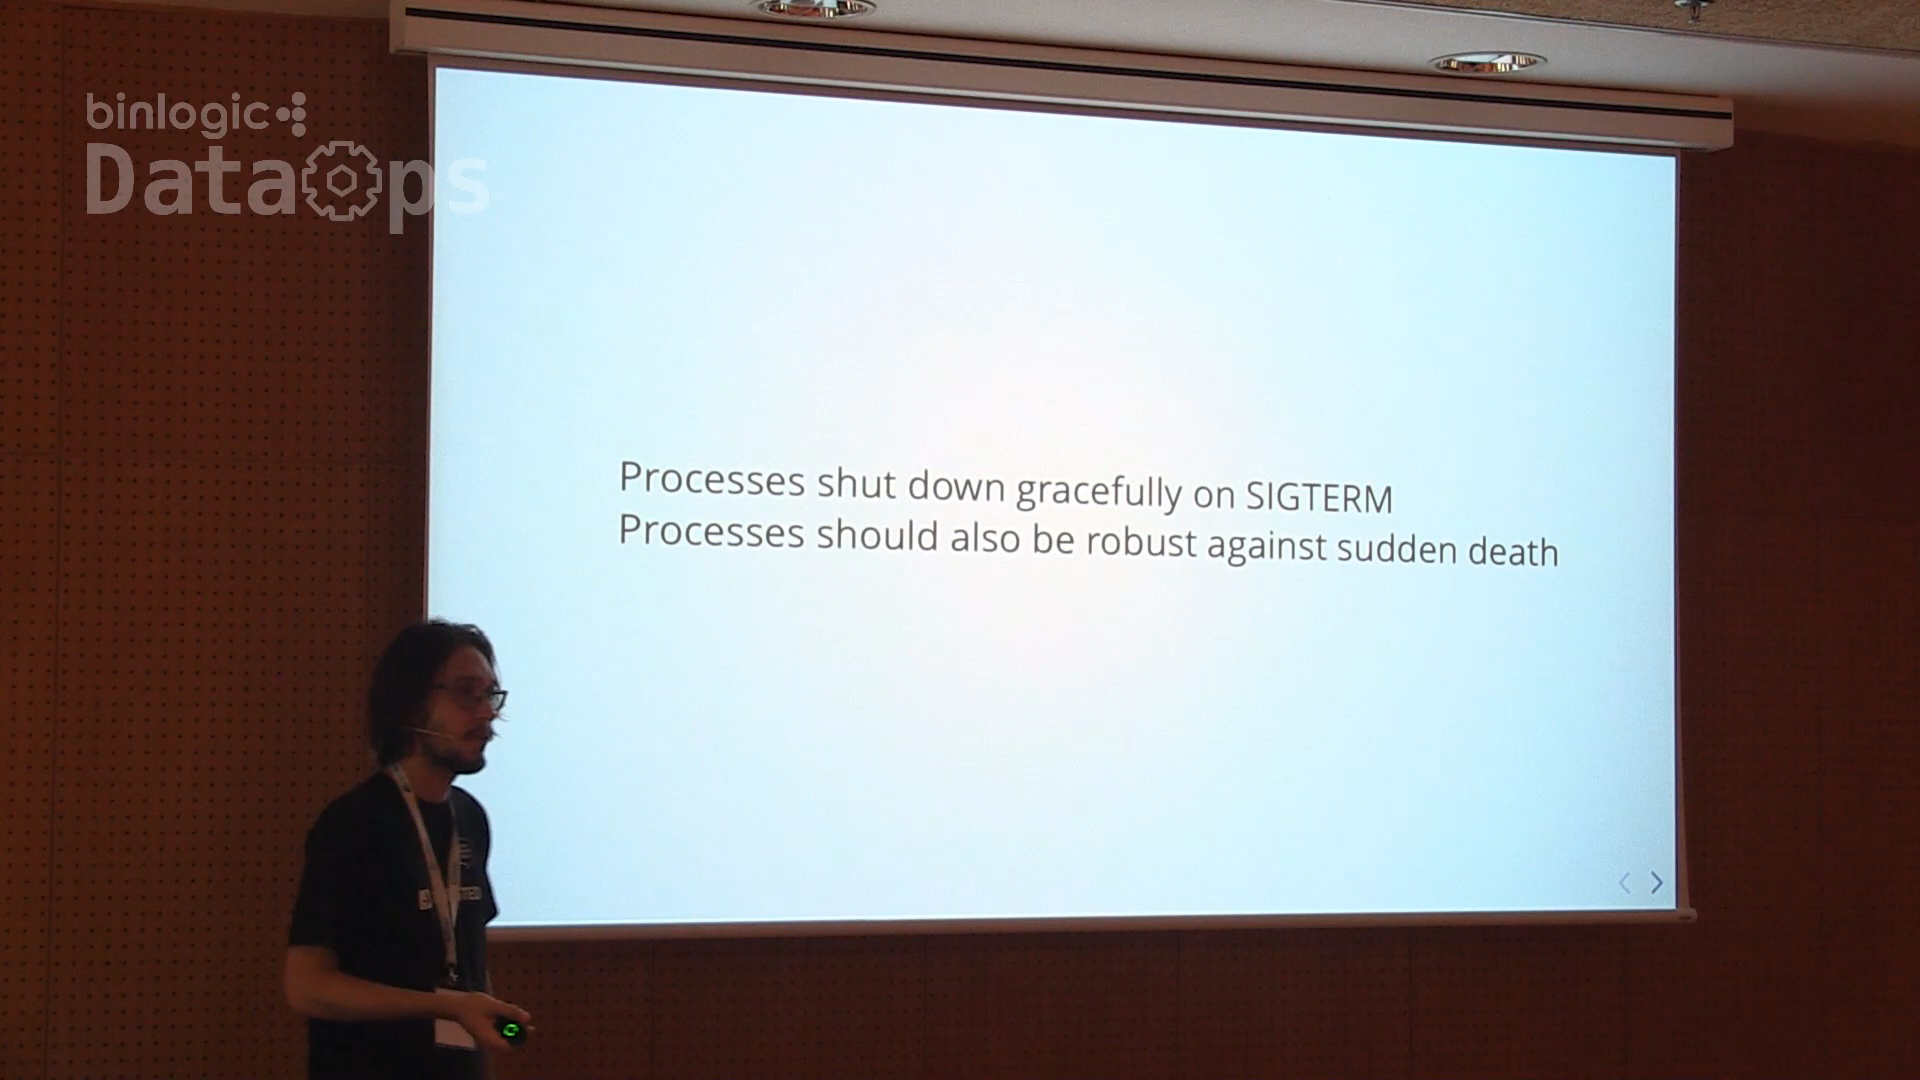 binlogic
DataOps
Processes shut down gracefully on SIGTERM
Processes should also be robust against sudden death